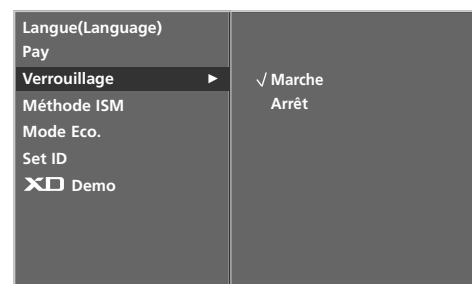 Langue(Language)
Pay
Verrouillage ►
Méthode ISM
Mode Eco.
Set ID
XD Demo
√ Marche
Arrêt